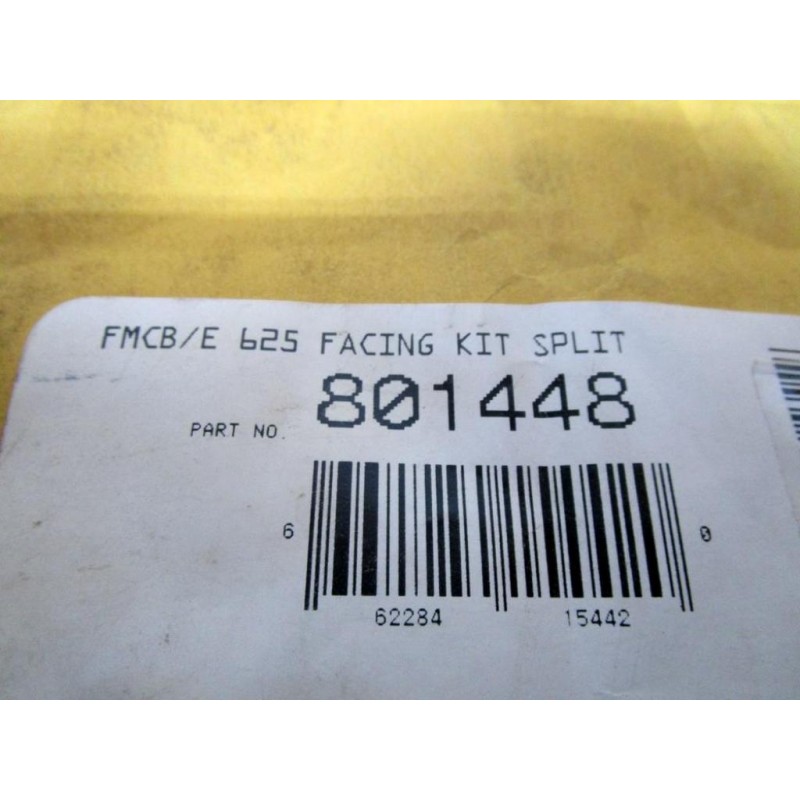 FMCB/E 625 FACING KIT SPLIT
PART NO. 801448
6 62284 15442 0